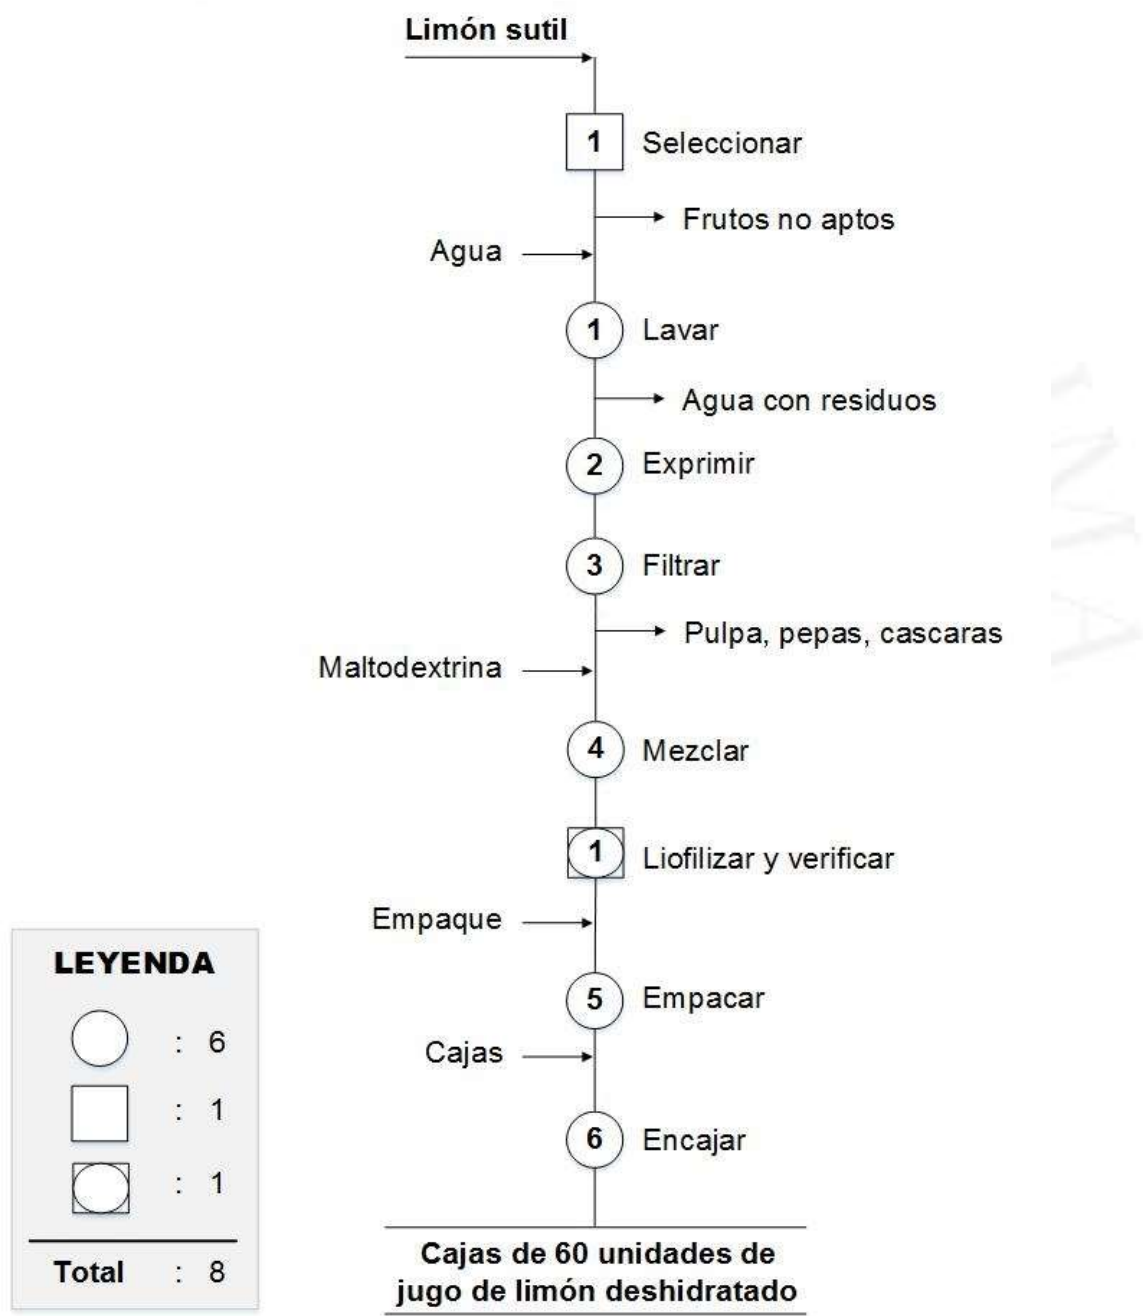 Limón sutil
1 Seleccionar
Frutos no aptos
Agua
1 Lavar
Agua con residuos
2 Exprimir
3 Filtrar
Pulpa, pepas, cascaras
Maltodextrina
4 Mezclar
1 Liofilizar y verificar
Empaque
5 Empacar
Cajas
6 Encajar
Cajas de 60 unidades de
jugo de limón deshidratado
LEYENDA
: 6
: 1
: 1
Total : 8